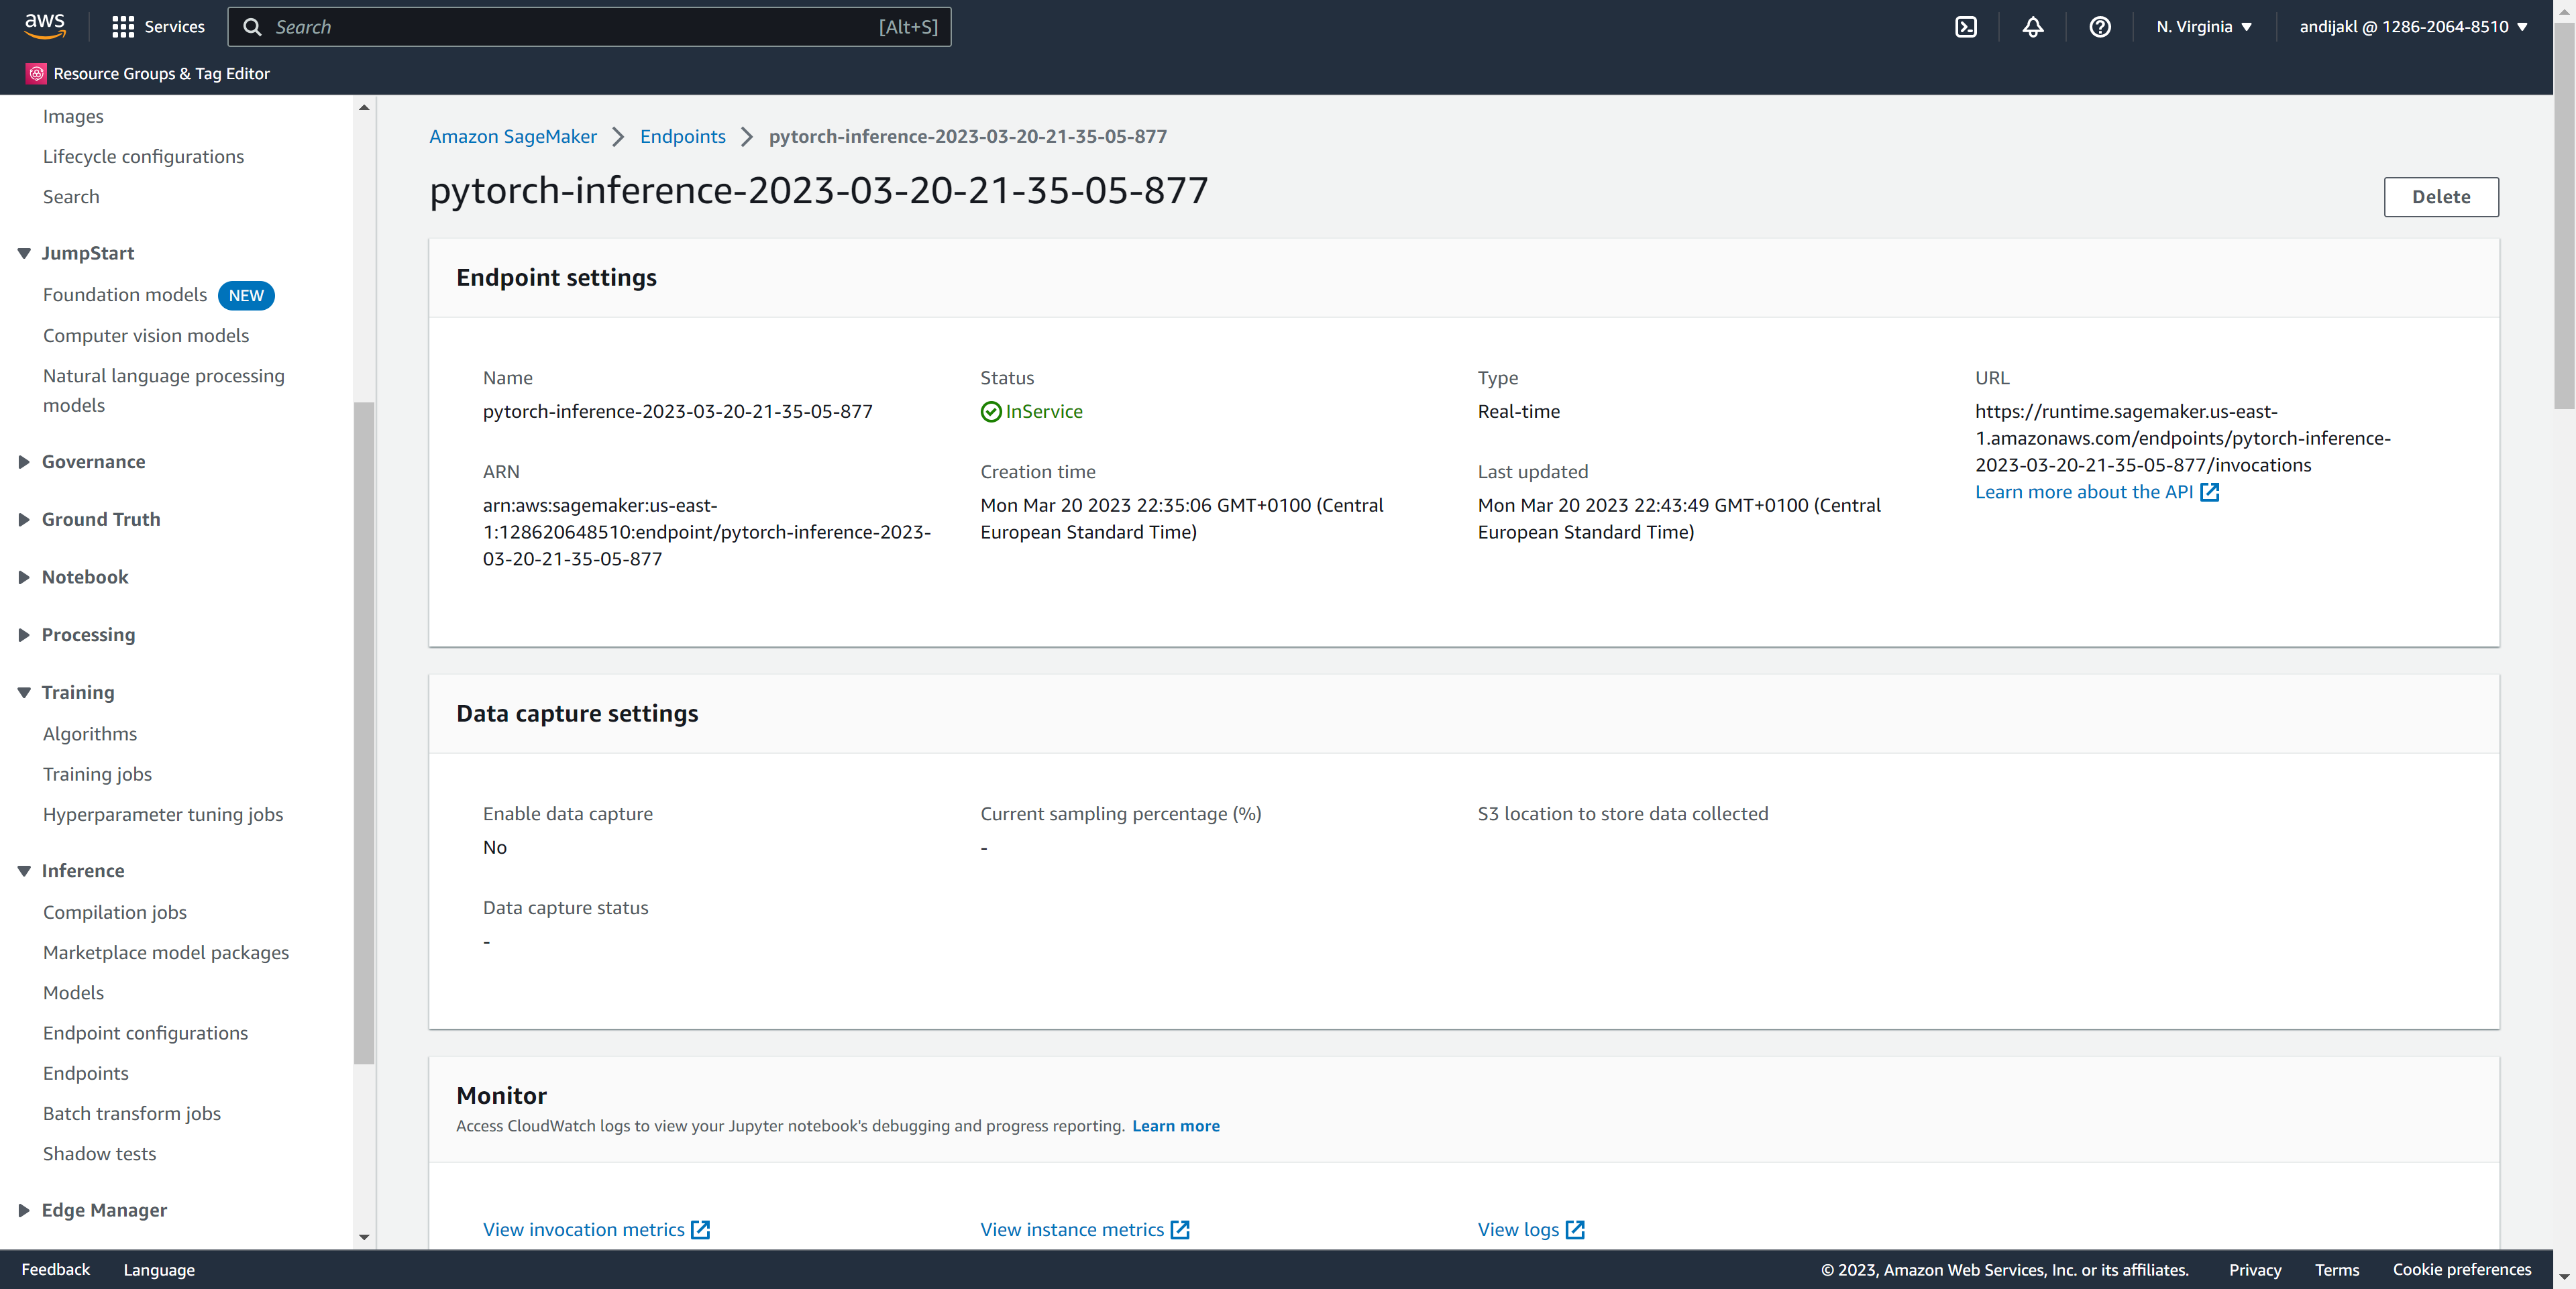 aws
Services
Search
[Alt+S]
N. Virginia
andijakl @ 1286-2064-8510
Resource Groups & Tag Editor
Images
Lifecycle configurations
Search
JumpStart
Foundation models NEW
Computer vision models
Natural language processing
models
Governance
Ground Truth
Notebook
Processing
Training
Algorithms
Training jobs
Hyperparameter tuning jobs
Inference
Compilation jobs
Marketplace model packages
Models
Endpoint configurations
Endpoints
Batch transform jobs
Shadow tests
Edge Manager
Amazon SageMaker
Endpoints
pytorch-inference-2023-03-20-21-35-05-877
pytorch-inference-2023-03-20-21-35-05-877
Delete
Endpoint settings
Name
pytorch-inference-2023-03-20-21-35-05-877
Status
InService
Type
Real-time
URL
https://runtime.sagemaker.us-east-
1.amazonaws.com/endpoints/pytorch-inference-
2023-03-20-21-35-05-877/invocations
Learn more about the API
ARN
arn:aws:sagemaker:us-east-
1:128620648510:endpoint/pytorch-inference-2023-
03-20-21-35-05-877
Creation time
Mon Mar 20 2023 22:35:06 GMT+0100 (Central
European Standard Time)
Last updated
Mon Mar 20 2023 22:43:49 GMT+0100 (Central
European Standard Time)
Data capture settings
Enable data capture
No
Current sampling percentage (%)
-
S3 location to store data collected
Data capture status
-
Monitor
Access CloudWatch logs to view your Jupyter notebook's debugging and progress reporting. Learn more
View invocation metrics
View instance metrics
View logs
Feedback
Language
© 2023, Amazon Web Services, Inc. or its affiliates.
Privacy
Terms
Cookie preferences